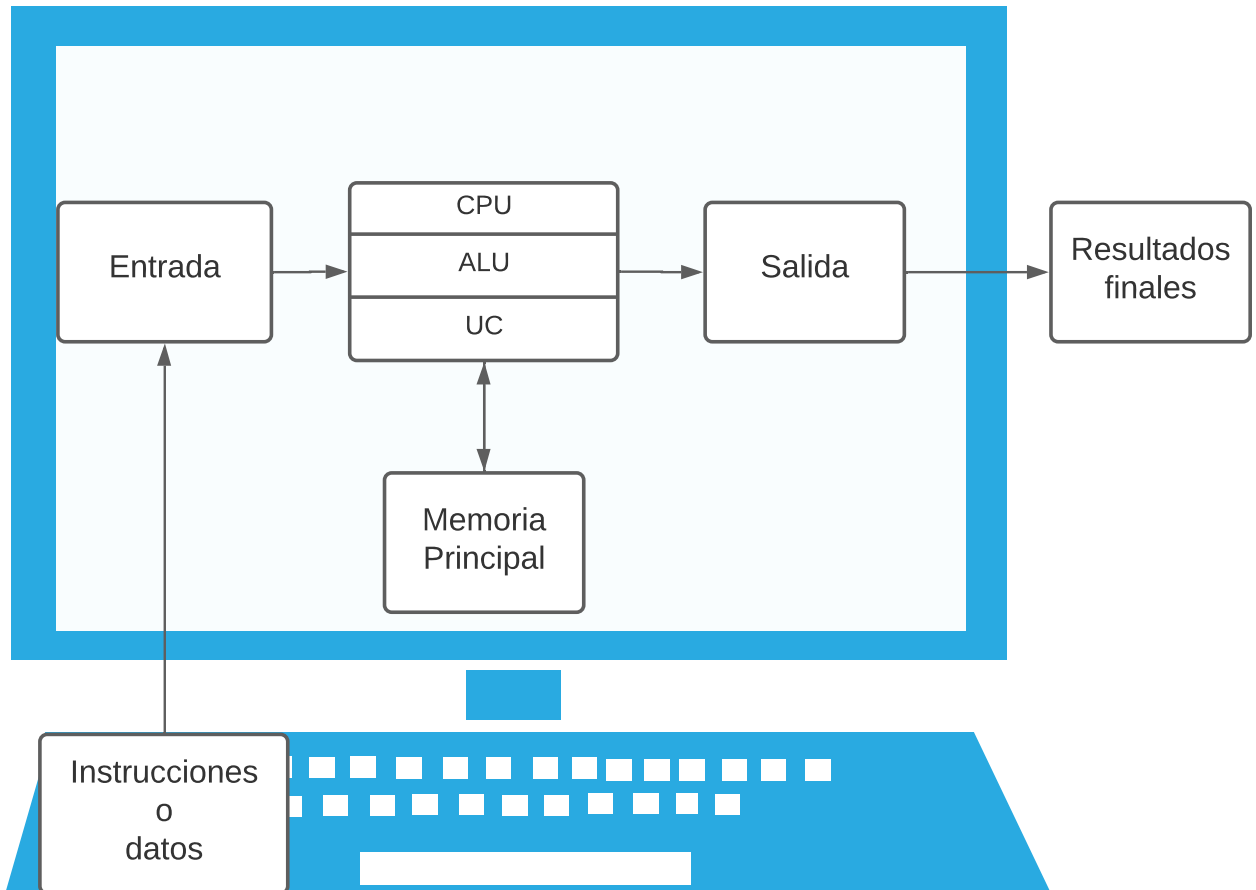 Entrada
CPU
ALU
UC
Salida
Resultados
finales
Memoria
Principal
Instrucciones
o
datos